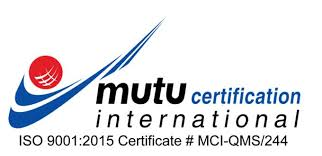 mutu certification
international
ISO 9001:2015 Certificate # MCI-QMS/244